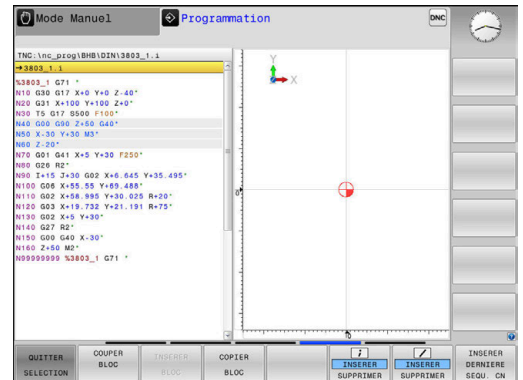 Mode Manuel
Programmation
DNC
TNC:\nc_prog\BHB\DIN\3803_1.i
→3803_1.i
%3803_1 G71 *
N10 G30 G17 X+0 Y+0 Z-40*
N20 G31 X+100 Y+100 Z+0*
N30 T5 G17 S500 F100*
N40 G00 G90 Z+50 G40*
N50 X-30 Y+30 M3*
N60 Z-20*
N70 G01 G41 X+5 Y+30 F250*
N80 G26 R2*
N90 I+15 J+30 G02 X+6.645 Y+35.495*
N100 G06 X+55.55 Y+69.488*
N110 G02 X+58.995 Y+30.025 R+20*
N120 G03 X+19.732 Y+21.191 R+75*
N130 G02 X+5 Y+30*
N140 G27 R2*
N150 G00 G40 X-30*
N160 Z+50 M2*
N99999999 %3803_1 G71 *
Y
X
0
0
QUITTER
SELECTION
COUPER
BLOC
INSERER
BLOC
COPIER
BLOC
INSERER
SUPPRIMER
INSERER
SUPPRIMER
INSERER
DERNIERE
SEQU. CN